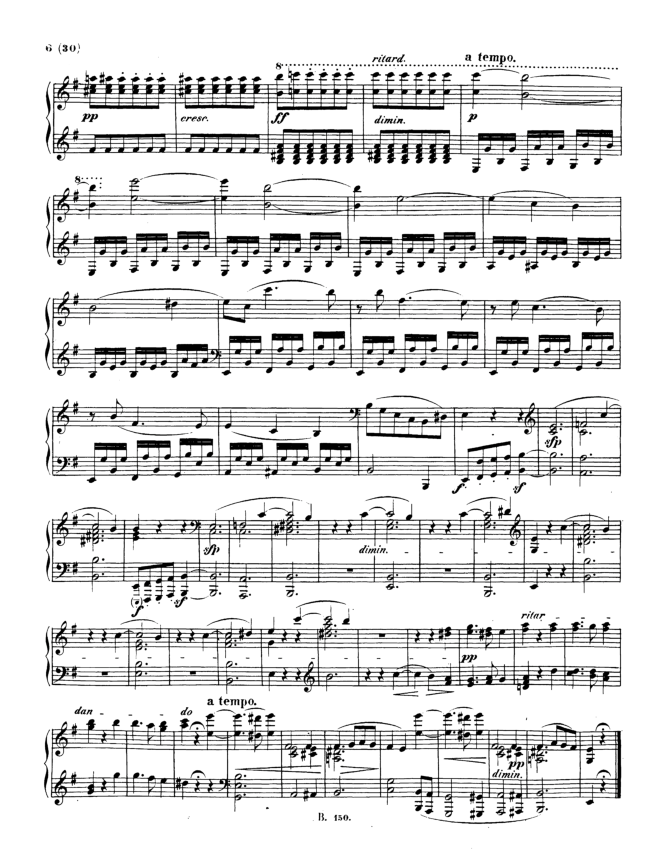 6 (30)
8 ritard. a tempo.
pp cresc. ff dimin. p
8
sfp
f sf
sfp dimin.
f sf
ritar
pp
dan do a tempo.
pp
dimin.
B. 150.